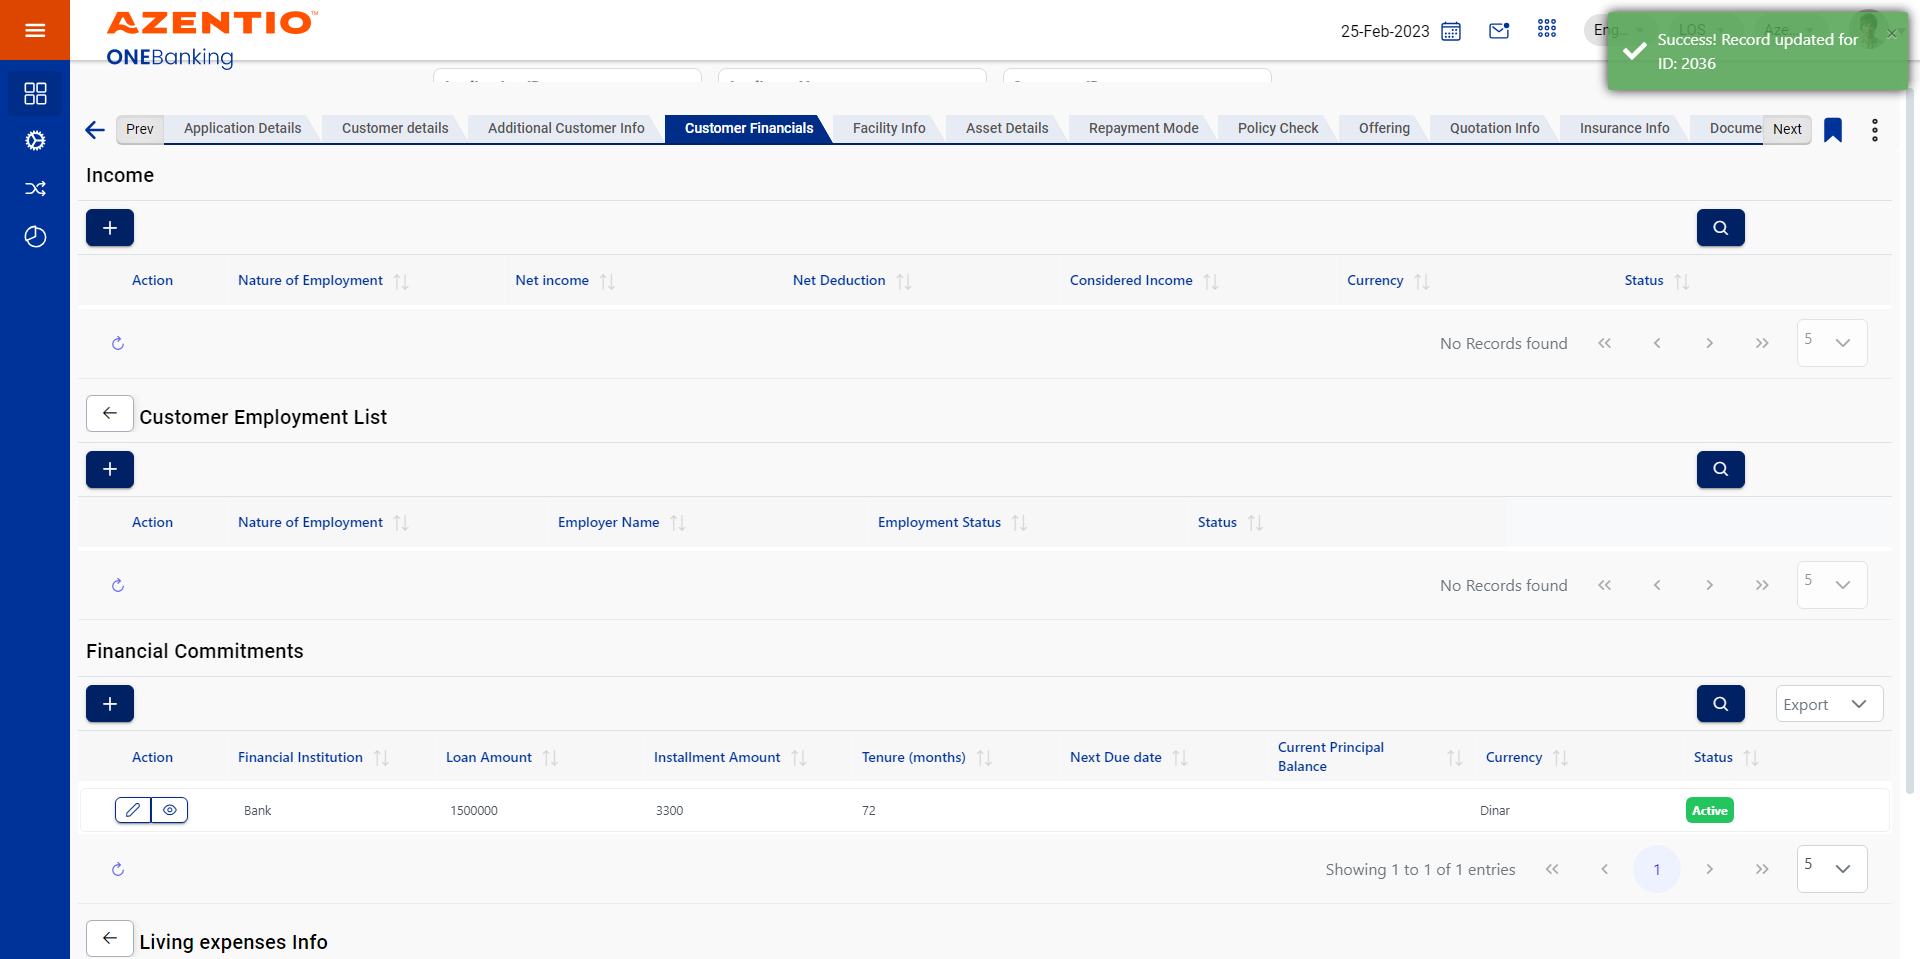 AZENTIO™
ONEBanking
25-Feb-2023
Eng...
LOS
Aze...
Success! Record updated for
ID: 2036
Prev
Application Details
Customer details
Additional Customer Info
Customer Financials
Facility Info
Asset Details
Repayment Mode
Policy Check
Offering
Quotation Info
Insurance Info
Docume
Next
Income
Action
Nature of Employment
Net income
Net Deduction
Considered Income
Currency
Status
No Records found
5
Customer Employment List
Action
Nature of Employment
Employer Name
Employment Status
Status
No Records found
5
Financial Commitments
Export
Action
Financial Institution
Loan Amount
Installment Amount
Tenure (months)
Next Due date
Current Principal
Balance
Currency
Status
Bank
1500000
3300
72
Dinar
Active
Showing 1 to 1 of 1 entries
1
5
Living expenses Info